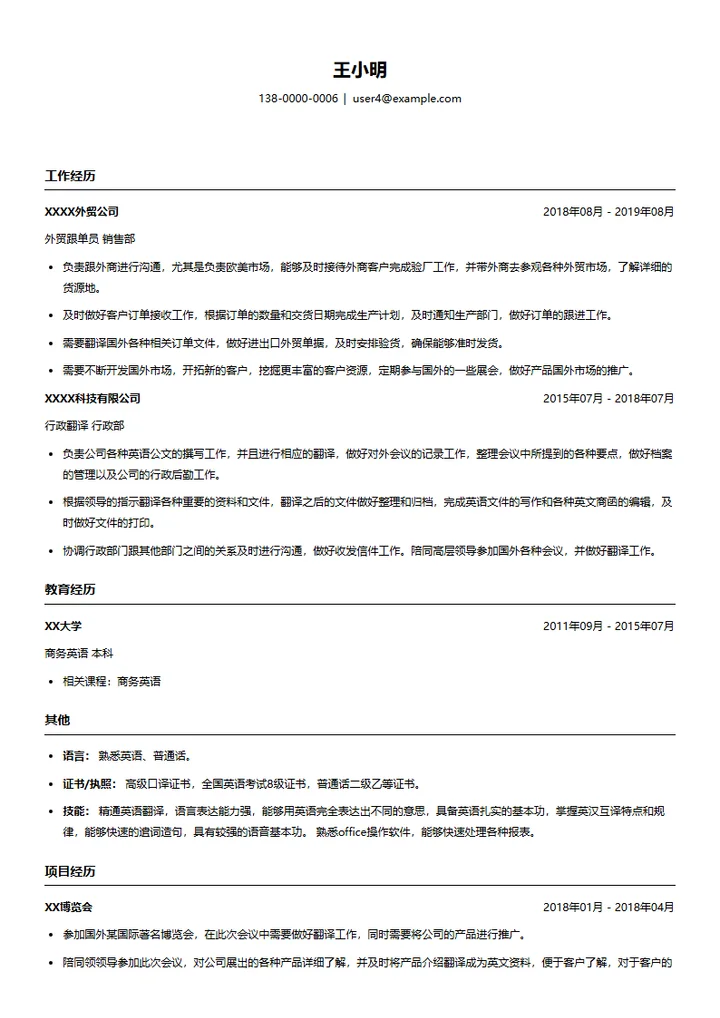 王小明
138-0000-0006 | user4@example.com
工作经历
XXXX外贸公司 2018年08月 - 2019年08月
外贸跟单员 销售部
• 负责跟外商进行沟通，尤其是负责欧美市场，能够及时接待外商客户完成验厂工作，并带外商去参观各种外贸市场，了解详细的
货源地。
• 及时做好客户订单接收工作，根据订单的数量和交货日期完成生产计划，及时通知生产部门，做好订单的跟进工作。
• 需要翻译国外各种相关订单文件，做好进出口外贸单据，及时安排验货，确保能够准时发货。
• 需要不断开发国外市场，开拓新的客户，挖掘更丰富的客户资源，定期参与国外的一些展会，做好产品国外市场的推广。
XXXX科技有限公司 2015年07月 - 2018年07月
行政翻译 行政部
• 负责公司各种英语公文的撰写工作，并且进行相应的翻译，做好对外会议的记录工作，整理会议中所提到的各种要点，做好档案
的管理以及公司的行政后勤工作。
• 根据领导的指示翻译各种重要的资料和文件，翻译之后的文件做好整理和归档，完成英语文件的写作和各种英文商函的编辑，及
时做好文件的打印。
• 协调行政部门跟其他部门之间的关系及时进行沟通，做好收发信件工作。陪同高层领导参加国外各种会议，并做好翻译工作。
教育经历
XX大学 2011年09月 - 2015年07月
商务英语 本科
• 相关课程：商务英语
其他
• 语言： 熟悉英语、普通话。
• 证书/执照： 高级口译证书，全国英语考试8级证书，普通话二级乙等证书。
• 技能： 精通英语翻译，语言表达能力强，能够用英语完全表达出不同的意思，具备英语扎实的基本功，掌握英汉互译特点和规
律，能够快速的遣词造句，具有较强的语音基本功。 熟悉office操作软件，能够快速处理各种报表。
项目经历
XX博览会 2018年01月 - 2018年04月
• 参加国外某国际著名博览会，在此次会议中需要做好翻译工作，同时需要将公司的产品进行推广。
• 陪同领领导参加此次会议，对公司展出的各种产品详细了解，并及时将产品介绍翻译成为英文资料，便于客户了解，对于客户的